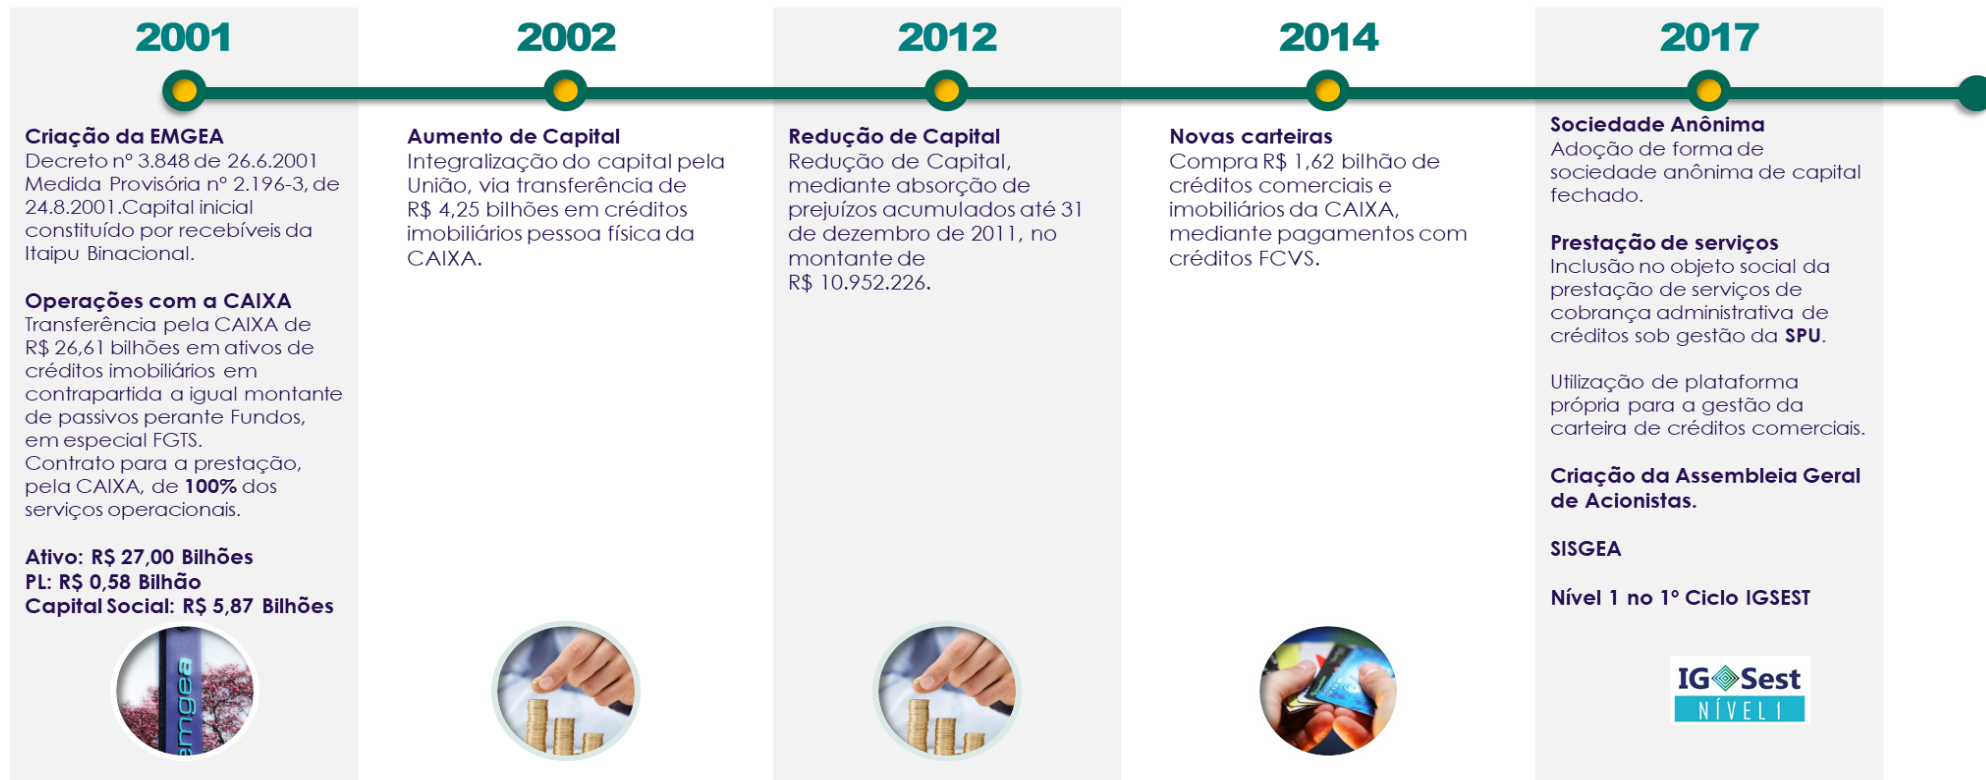 2001
Criação da EMGEA
Decreto nº 3.848 de 26.6.2001
Medida Provisória nº 2.196-3, de
24.8.2001.Capital inicial
constituído por recebíveis da
Itaipu Binacional.
Operações com a CAIXA
Transferência pela CAIXA de
R$ 26,61 bilhões em ativos de
créditos imobiliários em
contrapartida a igual montante
de passivos perante Fundos,
em especial FGTS.
Contrato para a prestação,
pela CAIXA, de 100% dos
serviços operacionais.
Ativo: R$ 27,00 Bilhões
PL: R$ 0,58 Bilhão
Capital Social: R$ 5,87 Bilhões
emgea
2002
Aumento de Capital
Integralização do capital pela
União, via transferência de
R$ 4,25 bilhões em créditos
imobiliários pessoa física da
CAIXA.
2012
Redução de Capital
Redução de Capital,
mediante absorção de
prejuízos acumulados até 31
de dezembro de 2011, no
montante de
R$ 10.952.226.
2014
Novas carteiras
Compra R$ 1,62 bilhão de
créditos comerciais e
imobiliários da CAIXA,
mediante pagamentos com
créditos FCVS.
2017
Sociedade Anônima
Adoção de forma de
sociedade anônima de capital
fechado.
Prestação de serviços
Inclusão no objeto social da
prestação de serviços de
cobrança administrativa de
créditos sob gestão da SPU.
Utilização de plataforma
própria para a gestão da
carteira de créditos comerciais.
Criação da Assembleia Geral
de Acionistas.
SISGEA
Nível 1 no 1º Ciclo IGSEST
IG Sest
NÍVEL 1